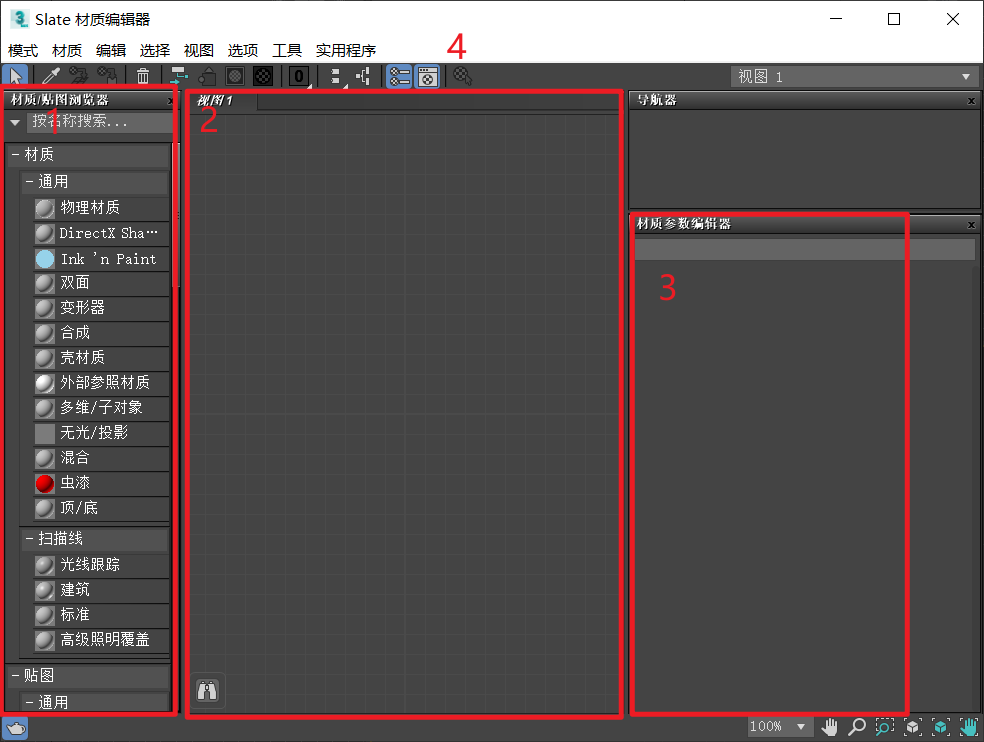 Slate 材质编辑器
模式 材质 编辑 选择 视图 选项 工具 实用程序
4
0
视图 1
材质/贴图浏览器
1
按名称搜索...
- 材质
- 通用
物理材质
DirectX Sha...
Ink 'n Paint
双面
变形器
合成
壳材质
外部参照材质
多维/子对象
无光/投影
混合
虫漆
顶/底
- 扫描线
光线跟踪
建筑
标准
高级照明覆盖
- 贴图
- 通用
视图 1
2
导航器 x
材质参数编辑器 x
3
100%